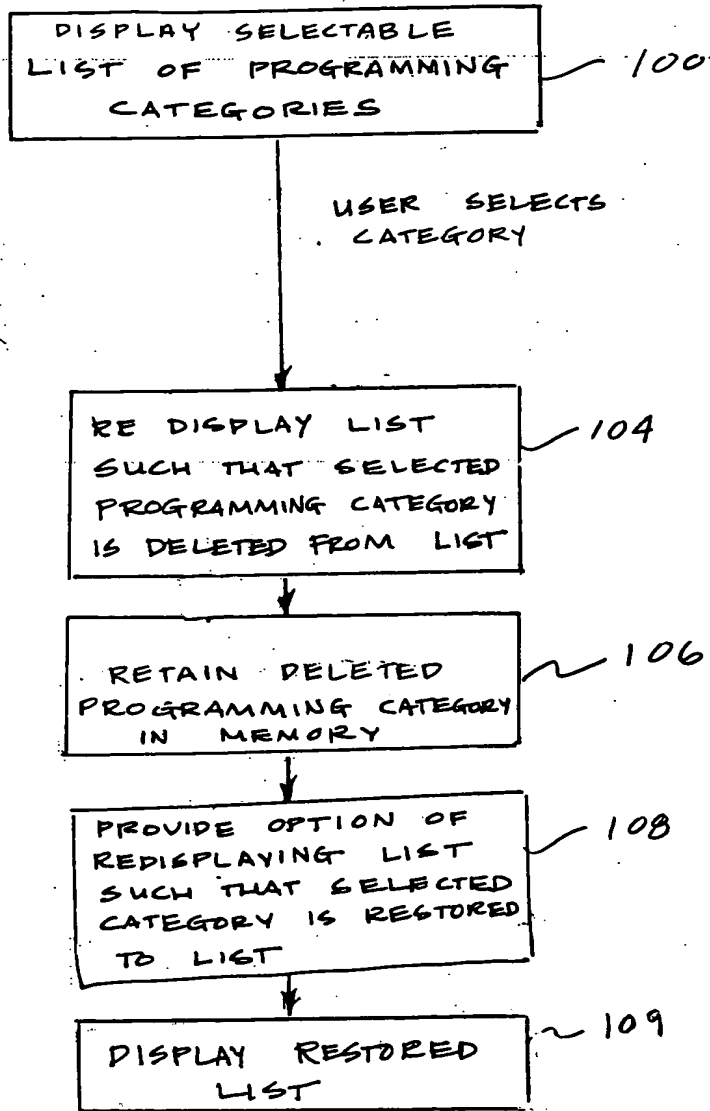 DISPLAY SELECTABLE
LIST OF PROGRAMMING
CATEGORIES
100
USER SELECTS
CATEGORY
RE DISPLAY LIST
SUCH THAT SELECTED
PROGRAMMING CATEGORY
IS DELETED FROM LIST
104
RETAIN DELETED
PROGRAMMING CATEGORY
IN MEMORY
106
PROVIDE OPTION OF
REDISPLAYING LIST
SUCH THAT SELECTED
CATEGORY IS RESTORED
TO LIST
108
DISPLAY RESTORED
LIST
109